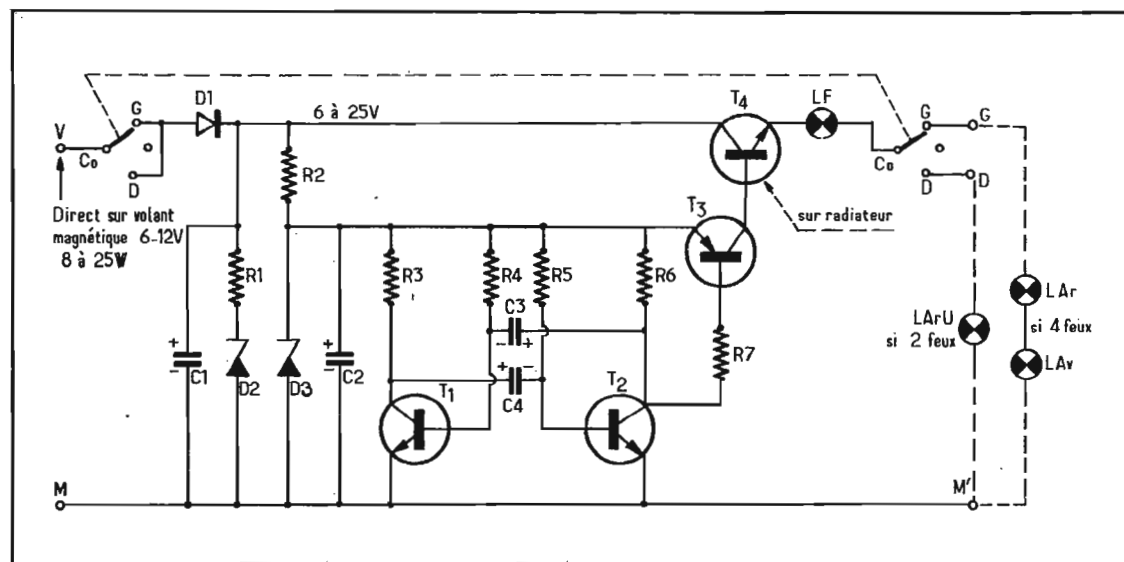 D1
T4
LF
V
Co
G
D
6 à 25V
Co
G
G
D
D
R2
Direct sur volant
magnétique 6-12V
8 à 25V
T3
sur radiateur
R1
R3
R4
R5
R6
C3
- +
+ -
C4
R7
LArU
si 2 feux
LAr
si 4 feux
LAv
+
-
C1
D2
D3
+
-
C2
T1
T2
M
M'